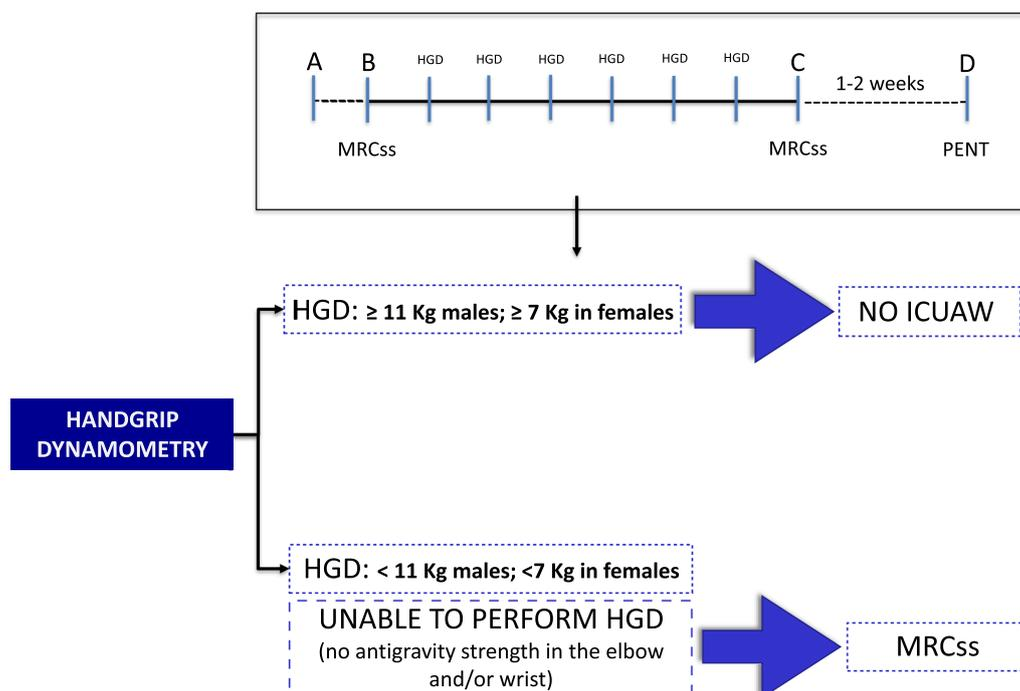 A B HGD HGD HGD HGD HGD HGD C D
1-2 weeks
MRCss MRCss PENT
HGD: ≥ 11 Kg males; ≥ 7 Kg in females
NO ICUAW
HANDGRIP
DYNAMOMETRY
HGD: < 11 Kg males; <7 Kg in females
UNABLE TO PERFORM HGD
(no antigravity strength in the elbow
and/or wrist)
MRCss